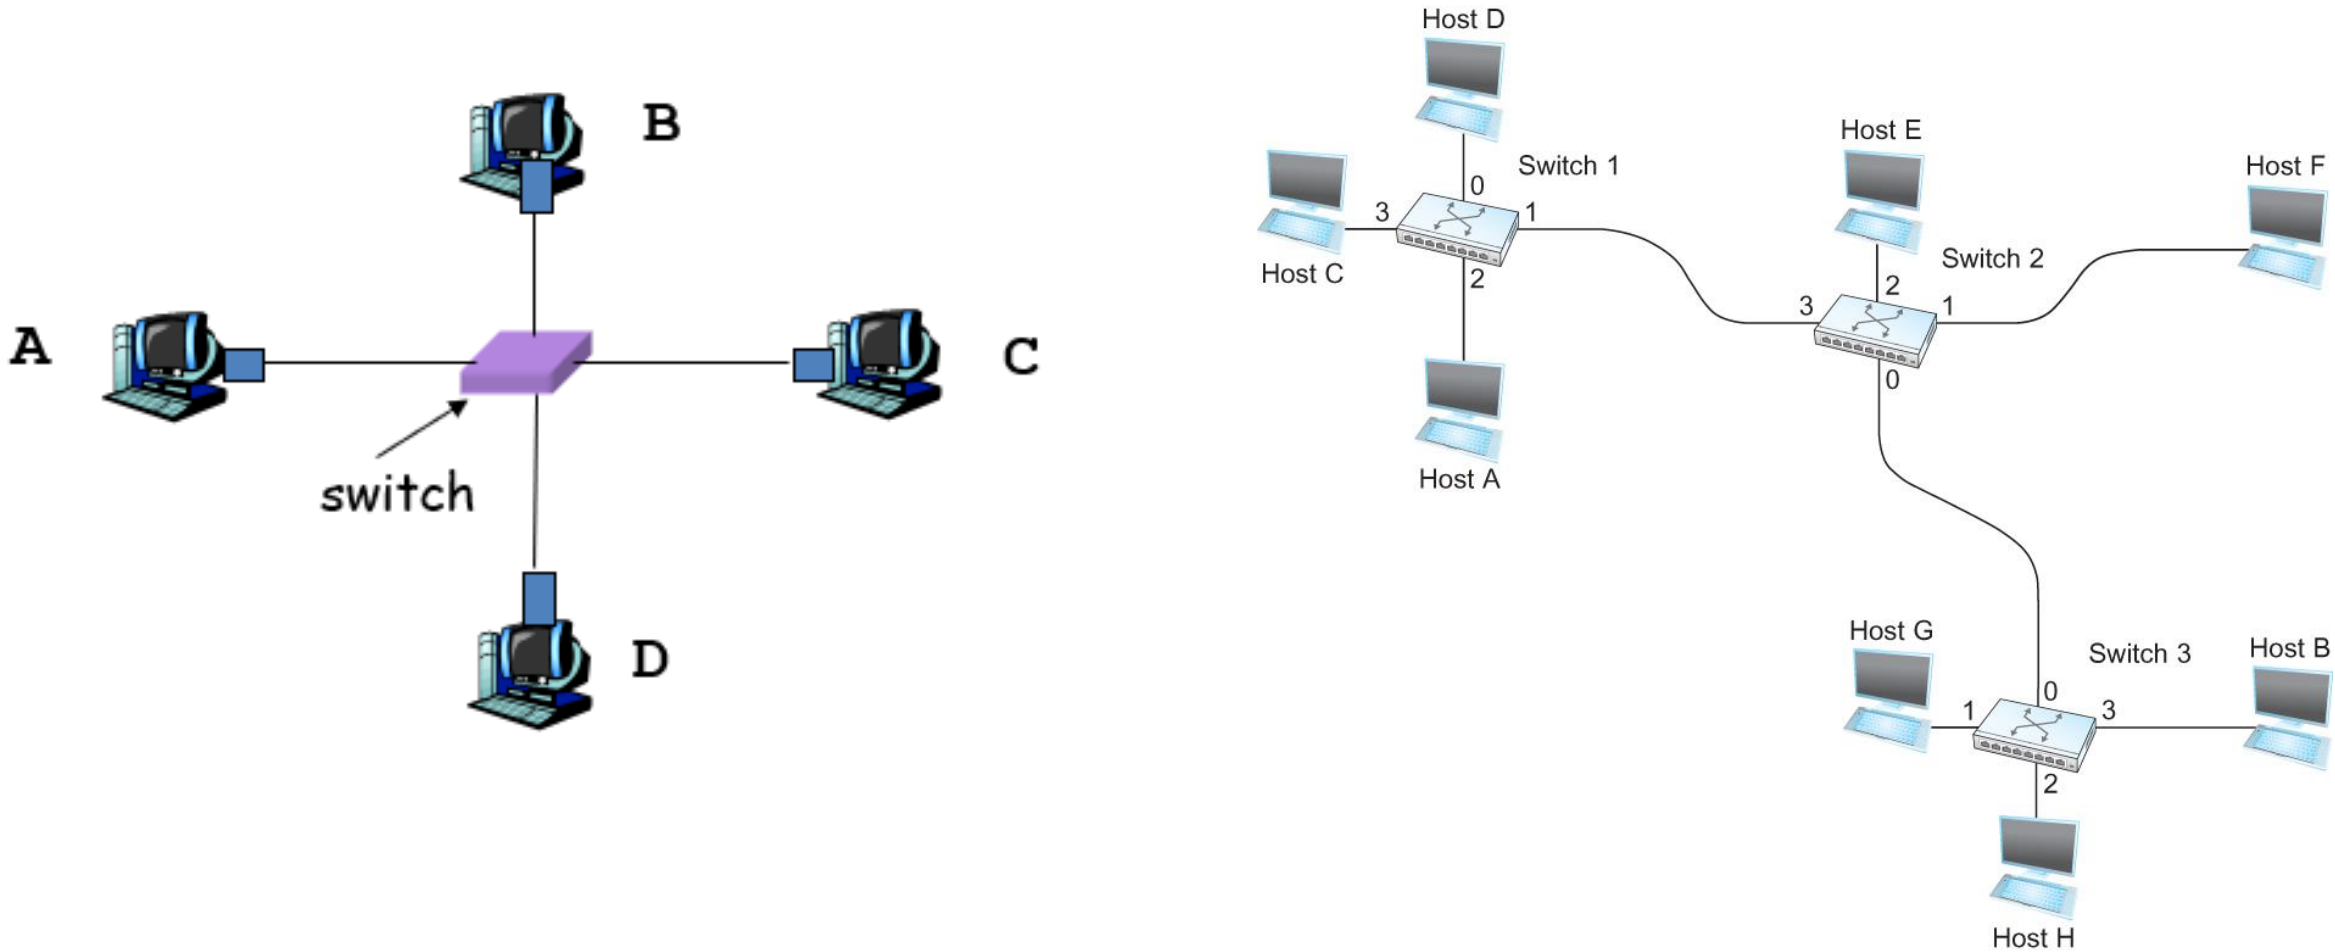 B
A
C
switch
D
Host D
Switch 1
0
3
1
Host C
2
Host A
Host E
Host F
Switch 2
2
3
1
0
Host G
Switch 3
Host B
0
1
3
2
Host H